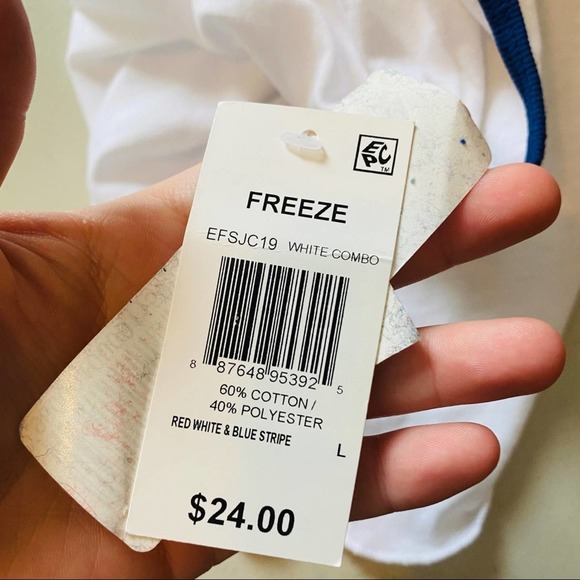 EPC
TM
FREEZE
EFSJC19 WHITE COMBO
8 87648 95392 5
60% COTTON /
40% POLYESTER
RED WHITE & BLUE STRIPE
L
$24.00